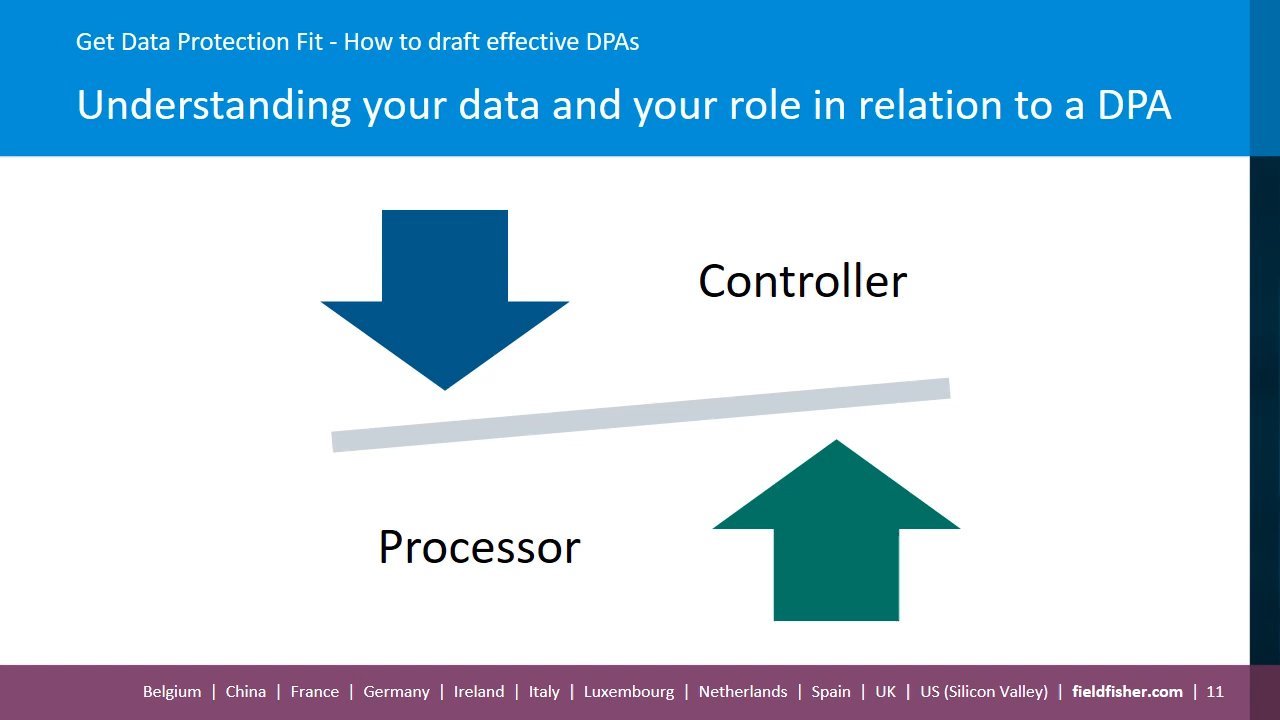 Get Data Protection Fit - How to draft effective DPAs
Understanding your data and your role in relation to a DPA
Controller
Processor
Belgium | China | France | Germany | Ireland | Italy | Luxembourg | Netherlands | Spain | UK | US (Silicon Valley) | fieldfisher.com | 11